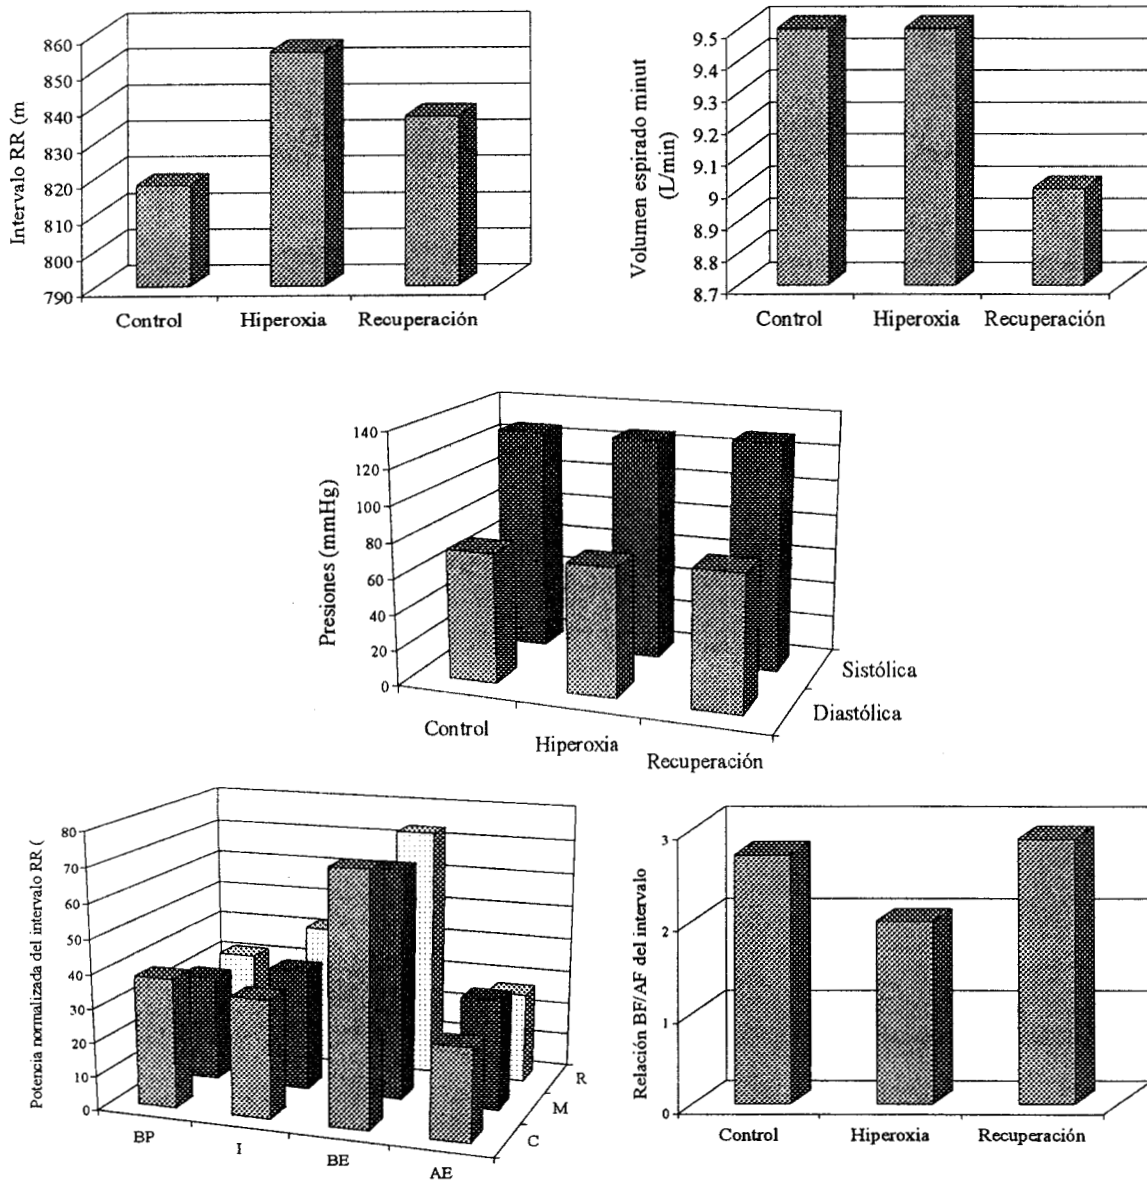 Intervalo RR (m
860
850
840
830
820
810
800
790
Control
Hiperoxia
Recuperación
Volumen espirado minut
(L/min)
9.5
9.4
9.3
9.2
9.1
9
8.9
8.8
8.7
Control
Hiperoxia
Recuperación
Presiones (mmHg)
140
120
100
80
60
40
20
0
Control
Hiperoxia
Recuperación
Sistólica
Diastólica
Potencia normalizada del intervalo RR (
80
70
60
50
40
30
20
10
0
BP
I
BE
AE
R
M
C
Relación BF/AF del intervalo
3
2
1
0
Control
Hiperoxia
Recuperación